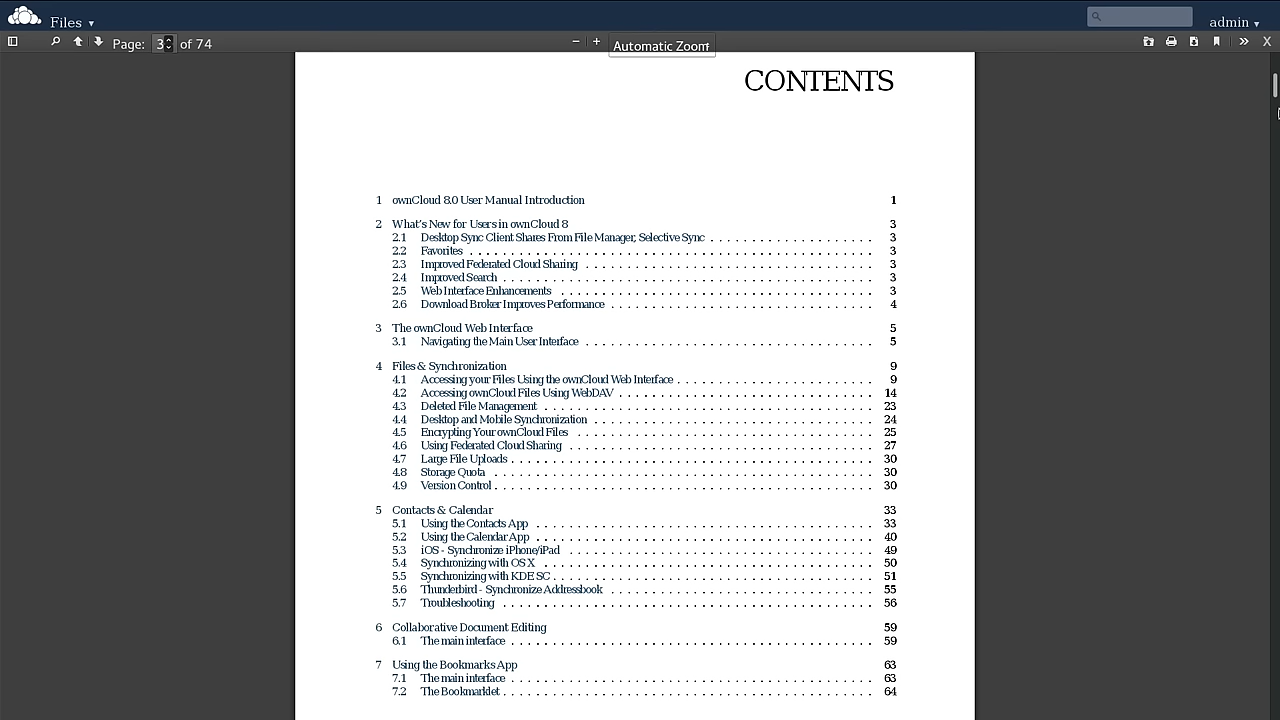 Files ▾ admin ▾
Page: 3 of 74 − + Automatic Zoom X
CONTENTS
1 ownCloud 8.0 User Manual Introduction 1
2 What's New for Users in ownCloud 8 3
2.1 Desktop Sync Client Shares From File Manager, Selective Sync . . . . . . . . . . . . . . . . . . . . 3
2.2 Favorites . . . . . . . . . . . . . . . . . . . . . . . . . . . . . . . . . . . . . . . . . . . . . . . . . 3
2.3 Improved Federated Cloud Sharing . . . . . . . . . . . . . . . . . . . . . . . . . . . . . . . . . . . 3
2.4 Improved Search . . . . . . . . . . . . . . . . . . . . . . . . . . . . . . . . . . . . . . . . . . . . . 3
2.5 Web Interface Enhancements . . . . . . . . . . . . . . . . . . . . . . . . . . . . . . . . . . . . . . 3
2.6 Download Broker Improves Performance . . . . . . . . . . . . . . . . . . . . . . . . . . . . . . . . 4
3 The ownCloud Web Interface 5
3.1 Navigating the Main User Interface . . . . . . . . . . . . . . . . . . . . . . . . . . . . . . . . . . . 5
4 Files & Synchronization 9
4.1 Accessing your Files Using the ownCloud Web Interface . . . . . . . . . . . . . . . . . . . . . . . . 9
4.2 Accessing ownCloud Files Using WebDAV . . . . . . . . . . . . . . . . . . . . . . . . . . . . . . . 14
4.3 Deleted File Management . . . . . . . . . . . . . . . . . . . . . . . . . . . . . . . . . . . . . . . . 23
4.4 Desktop and Mobile Synchronization . . . . . . . . . . . . . . . . . . . . . . . . . . . . . . . . . . 24
4.5 Encrypting Your ownCloud Files . . . . . . . . . . . . . . . . . . . . . . . . . . . . . . . . . . . . 25
4.6 Using Federated Cloud Sharing . . . . . . . . . . . . . . . . . . . . . . . . . . . . . . . . . . . . . 27
4.7 Large File Uploads . . . . . . . . . . . . . . . . . . . . . . . . . . . . . . . . . . . . . . . . . . . . 30
4.8 Storage Quota . . . . . . . . . . . . . . . . . . . . . . . . . . . . . . . . . . . . . . . . . . . . . . 30
4.9 Version Control . . . . . . . . . . . . . . . . . . . . . . . . . . . . . . . . . . . . . . . . . . . . . . 30
5 Contacts & Calendar 33
5.1 Using the Contacts App . . . . . . . . . . . . . . . . . . . . . . . . . . . . . . . . . . . . . . . . . 33
5.2 Using the Calendar App . . . . . . . . . . . . . . . . . . . . . . . . . . . . . . . . . . . . . . . . . 40
5.3 iOS - Synchronize iPhone/iPad . . . . . . . . . . . . . . . . . . . . . . . . . . . . . . . . . . . . . 49
5.4 Synchronizing with OS X . . . . . . . . . . . . . . . . . . . . . . . . . . . . . . . . . . . . . . . . 50
5.5 Synchronizing with KDE SC . . . . . . . . . . . . . . . . . . . . . . . . . . . . . . . . . . . . . . . 51
5.6 Thunderbird - Synchronize Addressbook . . . . . . . . . . . . . . . . . . . . . . . . . . . . . . . . 55
5.7 Troubleshooting . . . . . . . . . . . . . . . . . . . . . . . . . . . . . . . . . . . . . . . . . . . . . 56
6 Collaborative Document Editing 59
6.1 The main interface . . . . . . . . . . . . . . . . . . . . . . . . . . . . . . . . . . . . . . . . . . . . 59
7 Using the Bookmarks App 63
7.1 The main interface . . . . . . . . . . . . . . . . . . . . . . . . . . . . . . . . . . . . . . . . . . . . 63
7.2 The Bookmarklet . . . . . . . . . . . . . . . . . . . . . . . . . . . . . . . . . . . . . . . . . . . . . 64